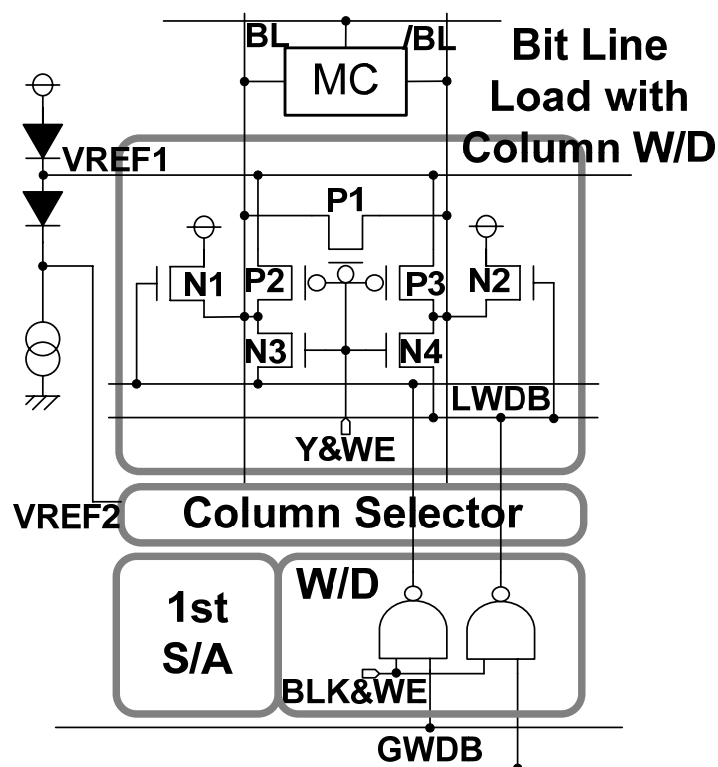 BL
/BL
MC
Bit Line
Load with
Column W/D
VREF1
P1
N1
P2
P3
N2
N3
N4
LWDB
Y&WE
VREF2
Column Selector
1st
S/A
W/D
BLK&WE
GWDB